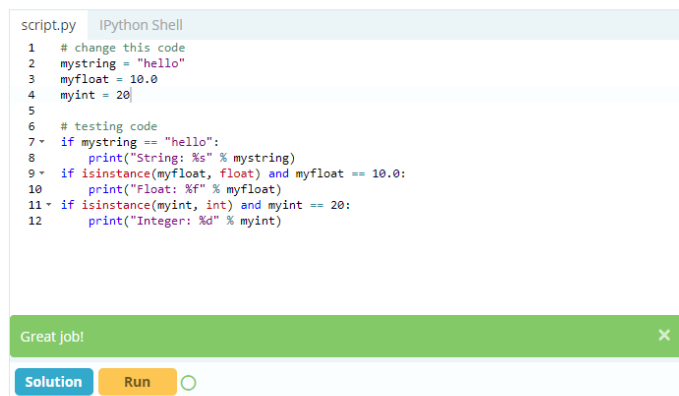 script.py IPython Shell
1 # change this code
2 mystring = "hello"
3 myfloat = 10.0
4 myint = 20
5
6 # testing code
7 if mystring == "hello":
8     print("String: %s" % mystring)
9 if isinstance(myfloat, float) and myfloat == 10.0:
10     print("Float: %f" % myfloat)
11 if isinstance(myint, int) and myint == 20:
12     print("Integer: %d" % myint)
Great job! ×
Solution Run